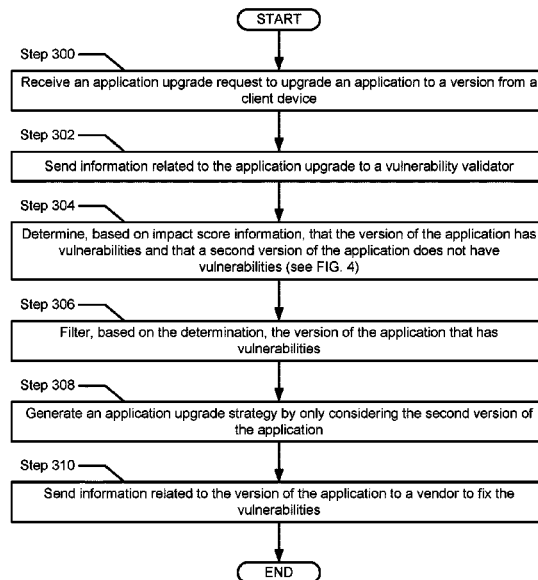 START
Step 300
Receive an application upgrade request to upgrade an application to a version from a
client device
Step 302
Send information related to the application upgrade to a vulnerability validator
Step 304
Determine, based on impact score information, that the version of the application has
vulnerabilities and that a second version of the application does not have
vulnerabilities (see FIG. 4)
Step 306
Filter, based on the determination, the version of the application that has
vulnerabilities
Step 308
Generate an application upgrade strategy by only considering the second version of
the application
Step 310
Send information related to the version of the application to a vendor to fix the
vulnerabilities
END